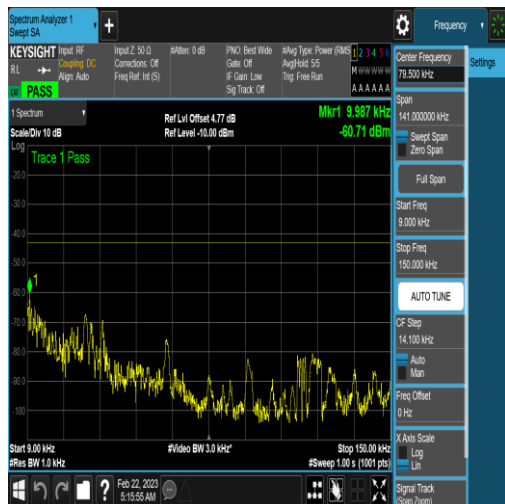 Spectrum Analyzer 1
Swept SA
Frequency
KEYSIGHT
RL
Input: RF
Coupling: DC
Align: Auto
Input Z: 50 Ω
Corrections: Off
Freq Ref: Int (S)
#Atten: 0 dB
PNO: Best Wide
Gate: Off
IF Gain: Low
Sig Track: Off
#Avg Type: Power (RMS
Avg|Hold: 5/5
Trig: Free Run
1 2 3 4 5 6
M W W W W W
A A A A A A
PASS
1 Spectrum
Scale/Div 10 dB
Ref Lvl Offset 4.77 dB
Ref Level -10.00 dBm
Mkr1 9.987 kHz
-60.71 dBm
Log
Trace 1 Pass
-20.0
-30.0
-40.0
-50.0
-60.0
-70.0
-80.0
-90.0
-100
1
Start 9.00 kHz
#Res BW 1.0 kHz
#Video BW 3.0 kHz*
Stop 150.00 kHz
#Sweep 1.00 s (1001 pts)
Feb 22, 2023
5:15:55 AM
Center Frequency
79.500 kHz
Settings
Span
141.000000 kHz
Swept Span
Zero Span
Full Span
Start Freq
9.000 kHz
Stop Freq
150.000 kHz
AUTO TUNE
CF Step
14.100 kHz
Auto
Man
Freq Offset
0 Hz
X Axis Scale
Log
Lin
Signal Track
(Span Zoom)